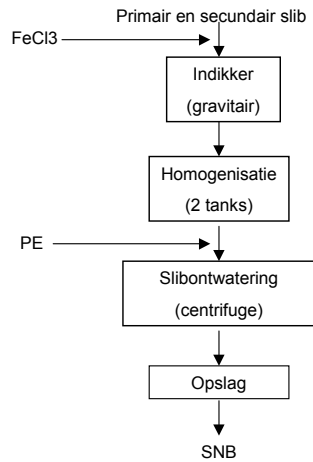 Primair en secundair slib
FeCl3
Indikker
(gravitair)
Homogenisatie
(2 tanks)
PE
Slibontwatering
(centrifuge)
Opslag
SNB